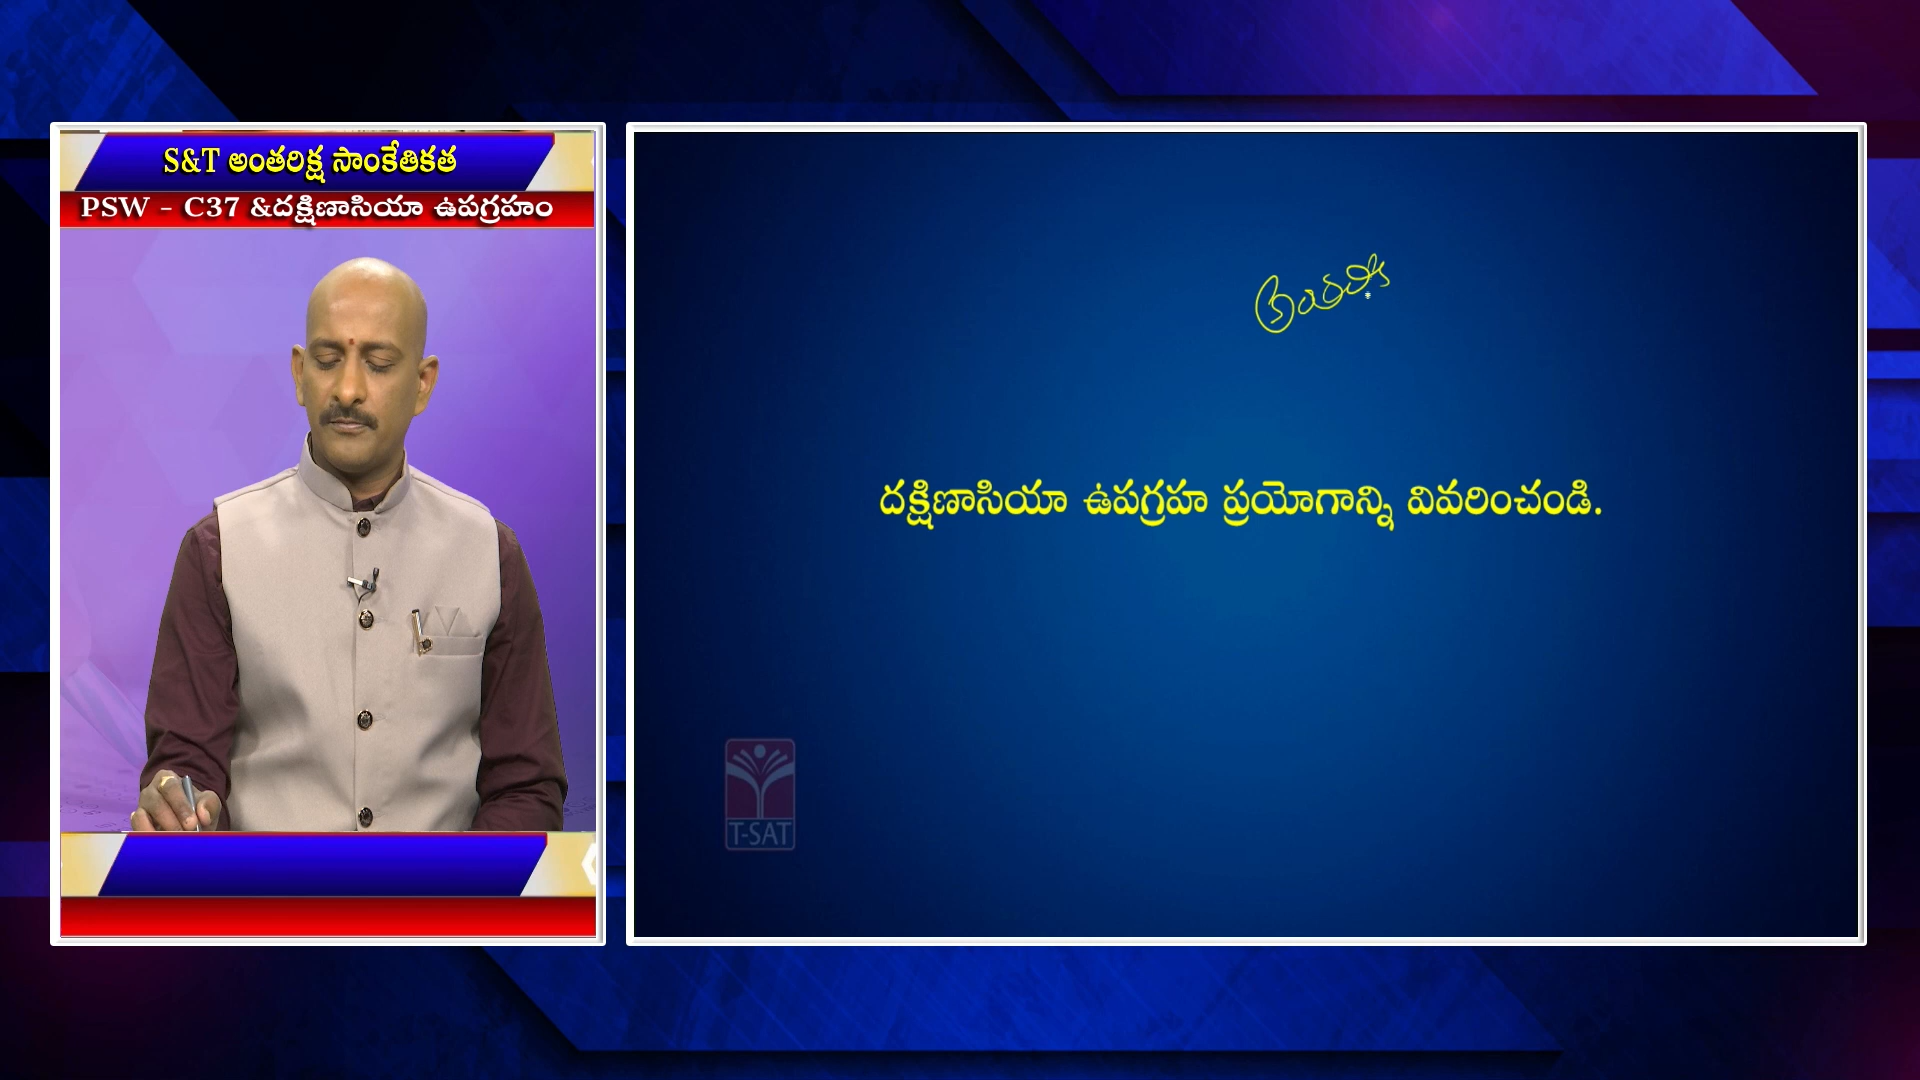 S&T అంతరిక్ష సాంకేతికత
PSW - C37 &దక్షిణాసియా ఉపగ్రహం
దక్షిణాసియా ఉపగ్రహ ప్రయోగాన్ని వివరించండి.
T-SAT